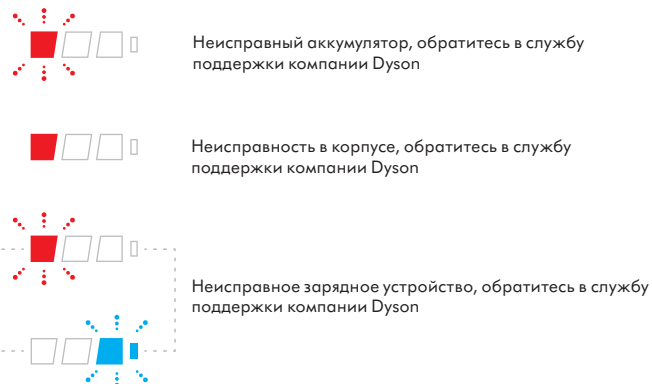 Неисправный аккумулятор, обратитесь в службу
поддержки компании Dyson
Неисправность в корпусе, обратитесь в службу
поддержки компании Dyson
Неисправное зарядное устройство, обратитесь в службу
поддержки компании Dyson